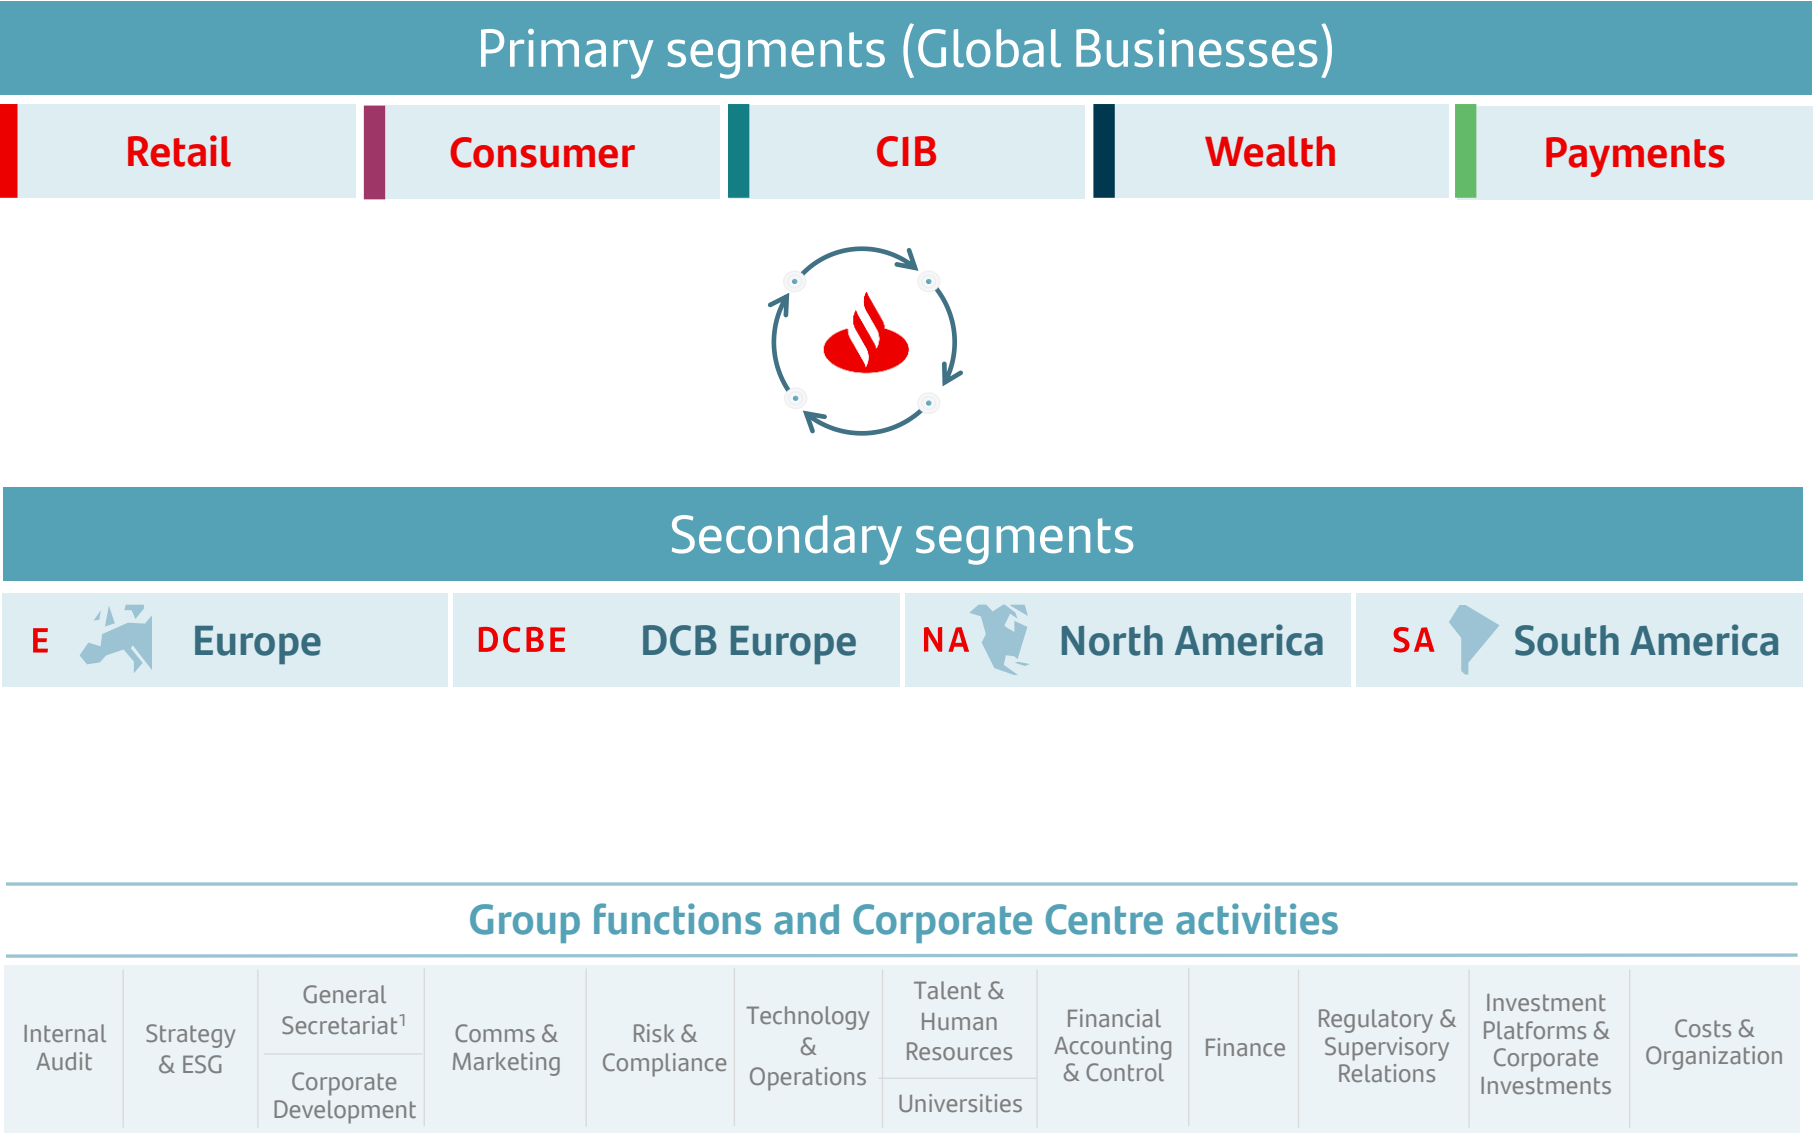 Primary segments (Global Businesses)
Retail
Consumer
CIB
Wealth
Payments
Secondary segments
E
Europe
DCBE
DCB Europe
NA
North America
SA
South America
Group functions and Corporate Centre activities
Internal
Audit
Strategy
& ESG
General
Secretariat¹
Corporate
Development
Comms &
Marketing
Risk &
Compliance
Technology
&
Operations
Talent &
Human
Resources
Universities
Financial
Accounting
& Control
Finance
Regulatory &
Supervisory
Relations
Investment
Platforms &
Corporate
Investments
Costs &
Organization